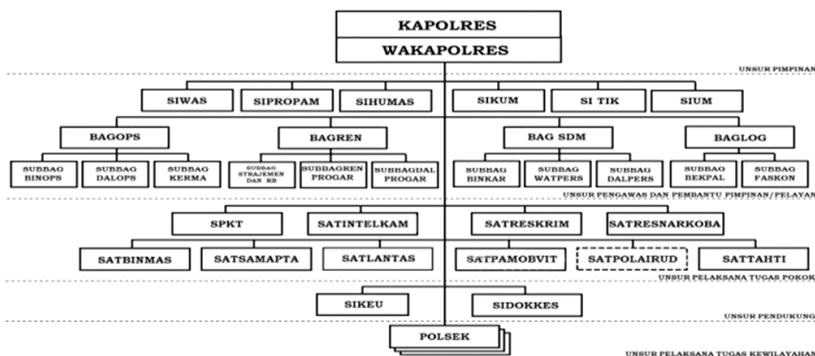 KAPOLRES
WAKAPOLRES
UNSUR PIMPINAN
SIWAS
SIPROPAM
SIHUMAS
SIKUM
SI TIK
SIUM
BAGOPS
BAGREN
BAG SDM
BAGLOG
SUBBAG
BINOPS
SUBBAG
DALOPS
SUBBAG
KERMA
SUBBAG
STRAJEMEN
DAN RB
SUBBAGREN
PROGAR
SUBBAGDAL
PROGAR
SUBBAG
BINKAR
SUBBAG
WATPERS
SUBBAG
DALPERS
SUBBAG
BEKPAL
SUBBAG
FASKON
UNSUR PENGAWAS DAN PEMBANTU PIMPINAN/PELAYAN
SPKT
SATINTELKAM
SATRESKRIM
SATRESNARKOBA
SATBINMAS
SATSAMAPTA
SATLANTAS
SATPAMOBVIT
SATPOLAIRUD
SATTAHTI
UNSUR PELAKSANA TUGAS POKOK
SIKEU
SIDOKKES
UNSUR PENDUKUNG
POLSEK
UNSUR PELAKSANA TUGAS KEWILAYAHAN